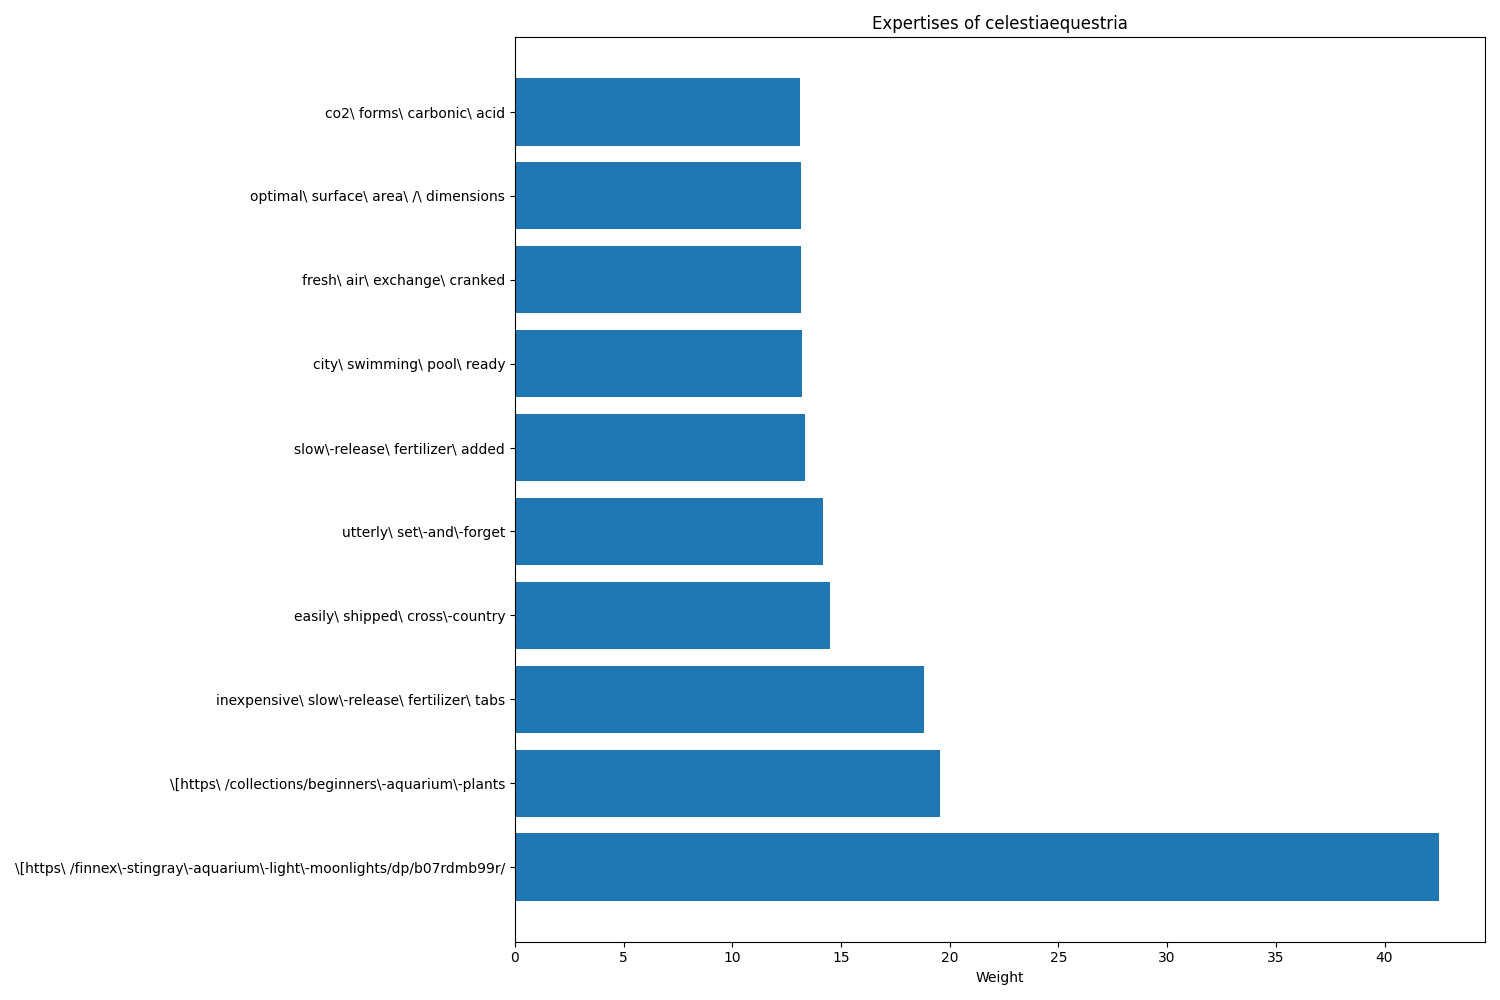 Expertises of celestiaequestria
co2\ forms\ carbonic\ acid
optimal\ surface\ area\ /\ dimensions
fresh\ air\ exchange\ cranked
city\ swimming\ pool\ ready
slow\-release\ fertilizer\ added
utterly\ set\-and\-forget
easily\ shipped\ cross\-country
inexpensive\ slow\-release\ fertilizer\ tabs
\[https\ /collections/beginners\-aquarium\-plants
\[https\ /finnex\-stingray\-aquarium\-light\-moonlights/dp/b07rdmb99r/
0 5 10 15 20 25 30 35 40
Weight